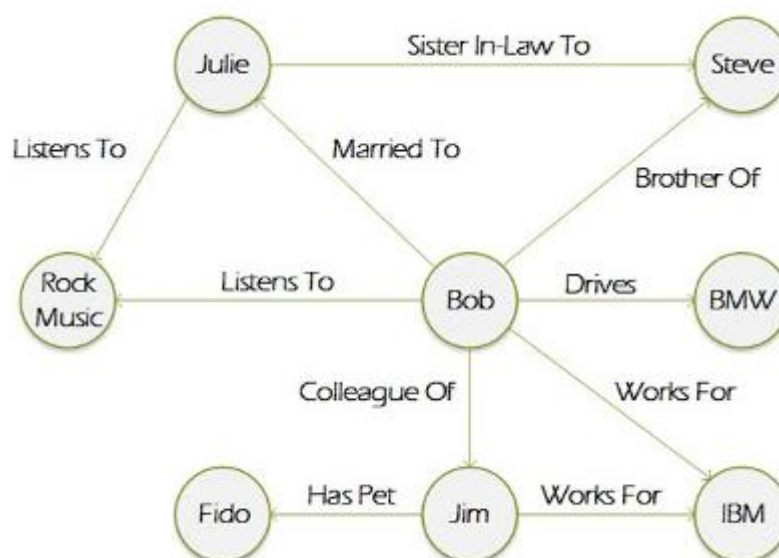 Sister In-Law To
Julie
Steve
Listens To
Married To
Brother Of
Rock
Music
Listens To
Bob
Drives
BMW
Colleague Of
Works For
Fido
Has Pet
Jim
Works For
IBM